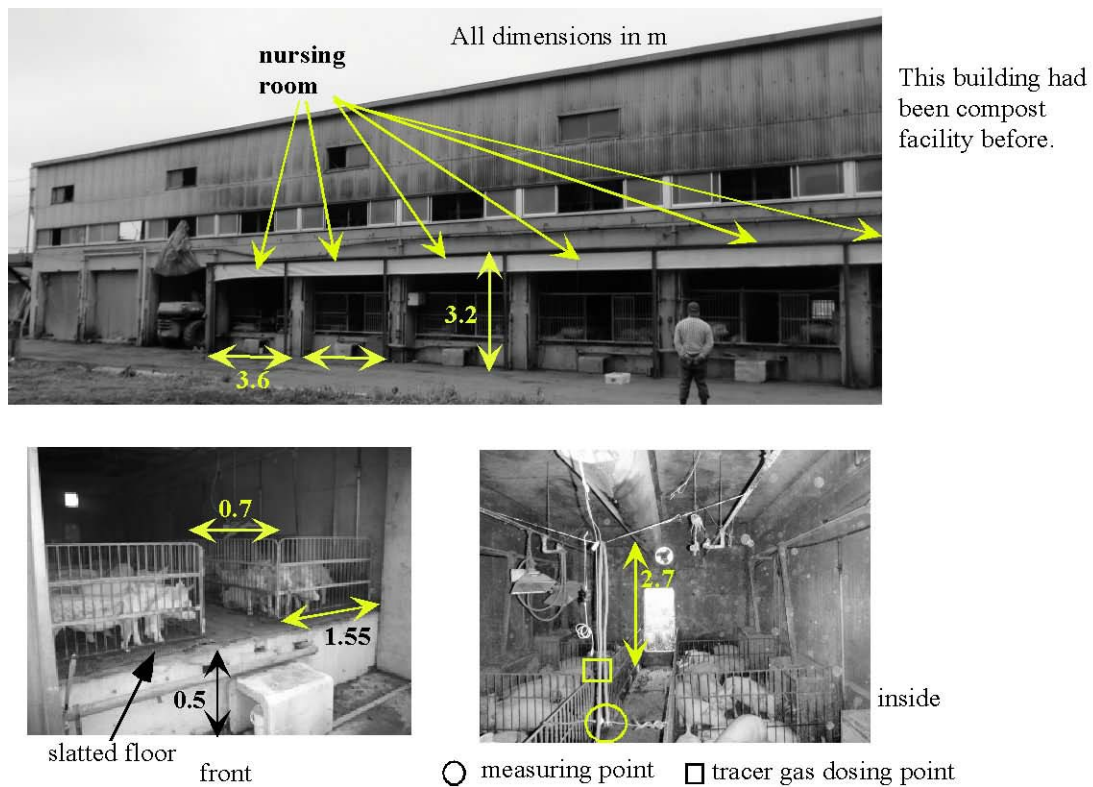 All dimensions in m
nursing
room
This building had
been compost
facility before.
3.2
3.6
0.7
2.7
1.55
0.5
inside
slatted floor
front
measuring point
tracer gas dosing point